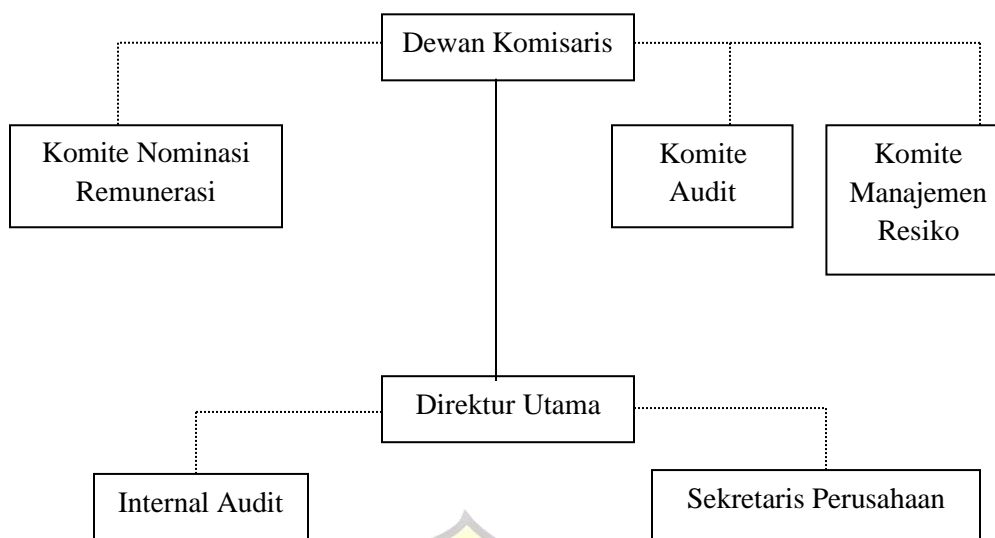 Dewan Komisaris
Komite Nominasi
Remunerasi
Komite
Audit
Komite
Manajemen
Resiko
Direktur Utama
Internal Audit
Sekretaris Perusahaan